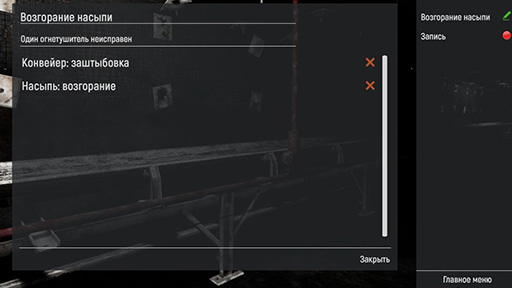 Возгорание насыпи
Один огнетушитель неисправен
Конвейер: заштыбовка
Насыпь: возгорание
Закрыть
Возгорание насыпи
Запись
Главное меню